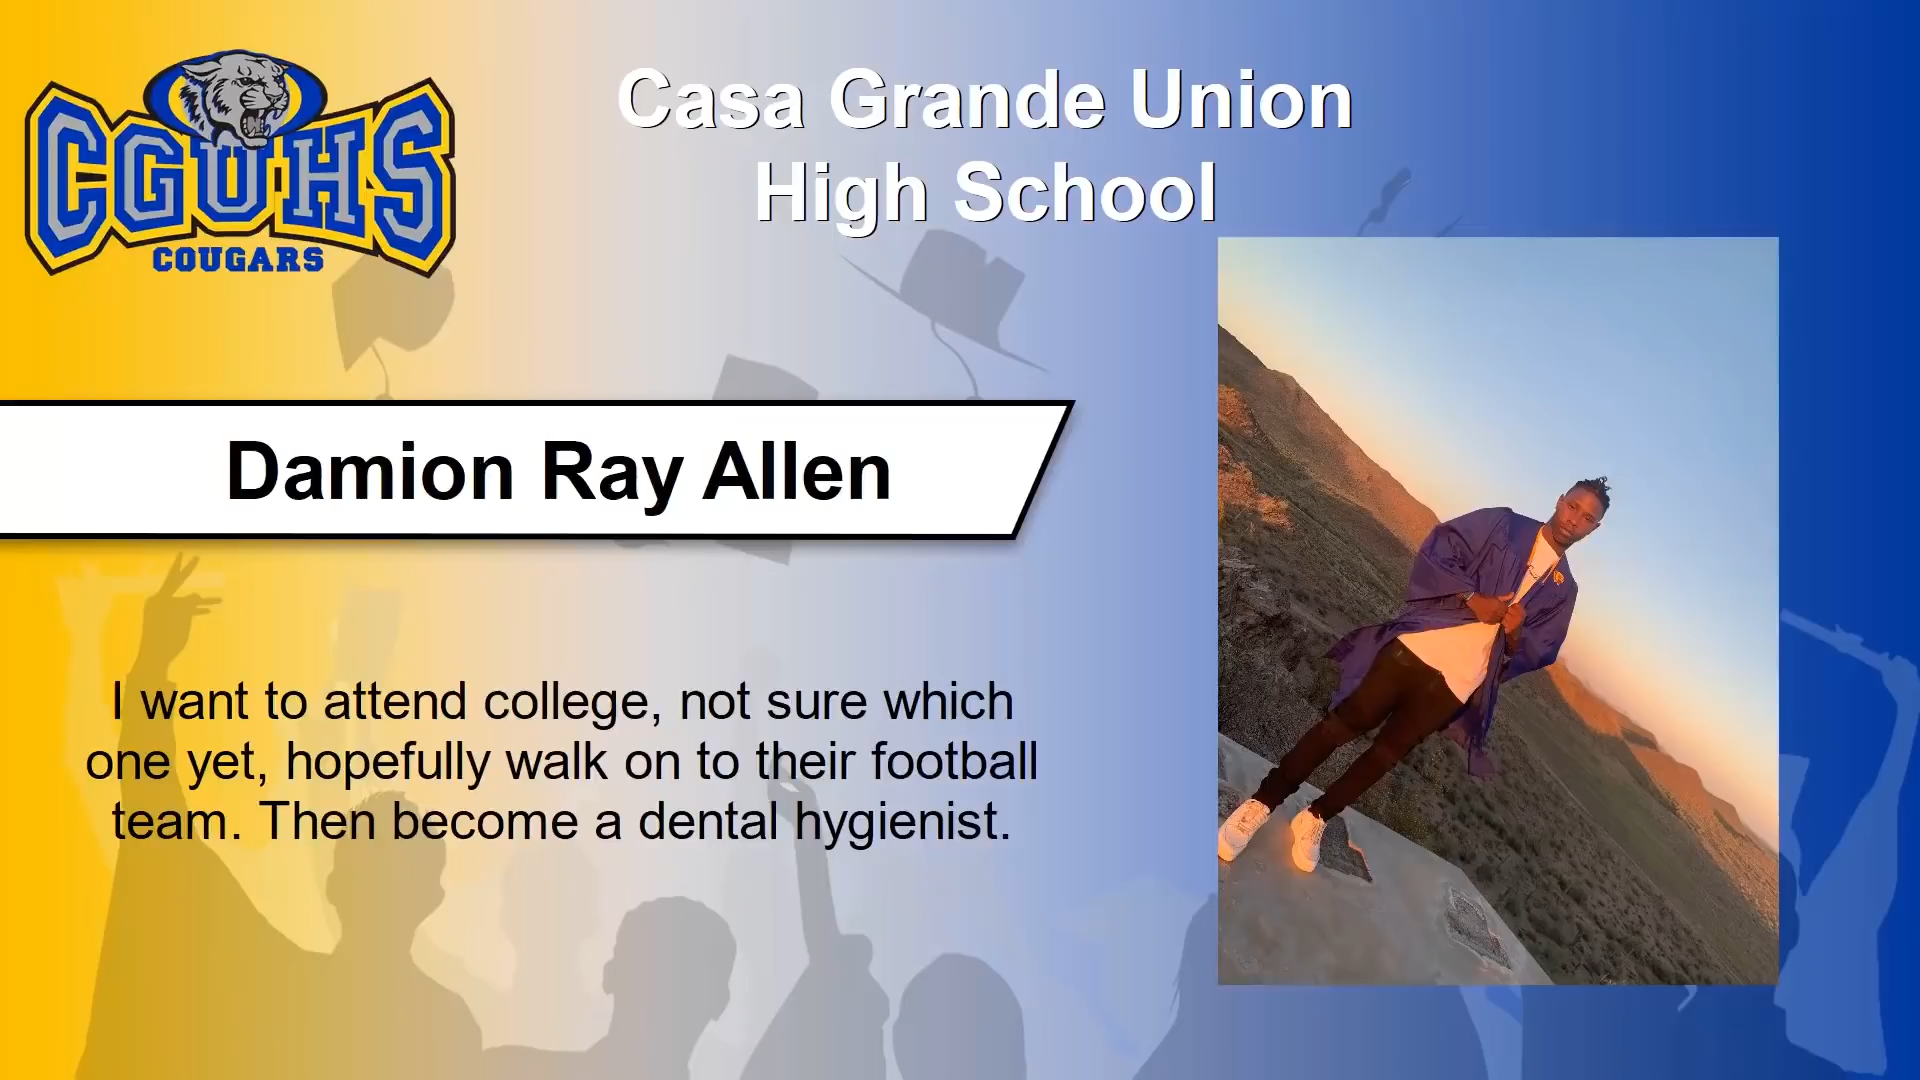 CGUHS
COUGARS
Casa Grande Union
High School
Damion Ray Allen
I want to attend college, not sure which
one yet, hopefully walk on to their football
team. Then become a dental hygienist.